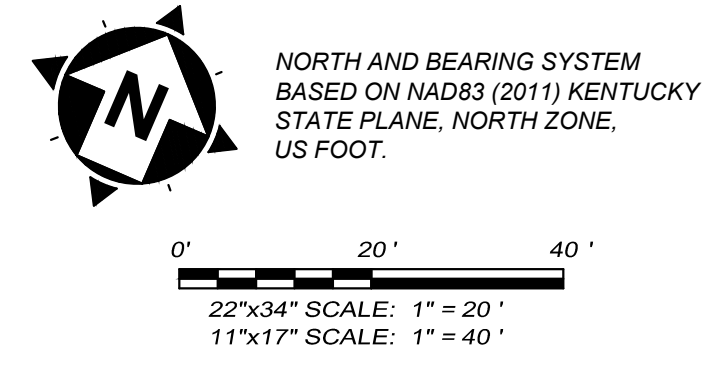 N
NORTH AND BEARING SYSTEM
BASED ON NAD83 (2011) KENTUCKY
STATE PLANE, NORTH ZONE,
US FOOT.
0' 20 ' 40 '
22"x34" SCALE: 1" = 20 '
11"x17" SCALE: 1" = 40 '